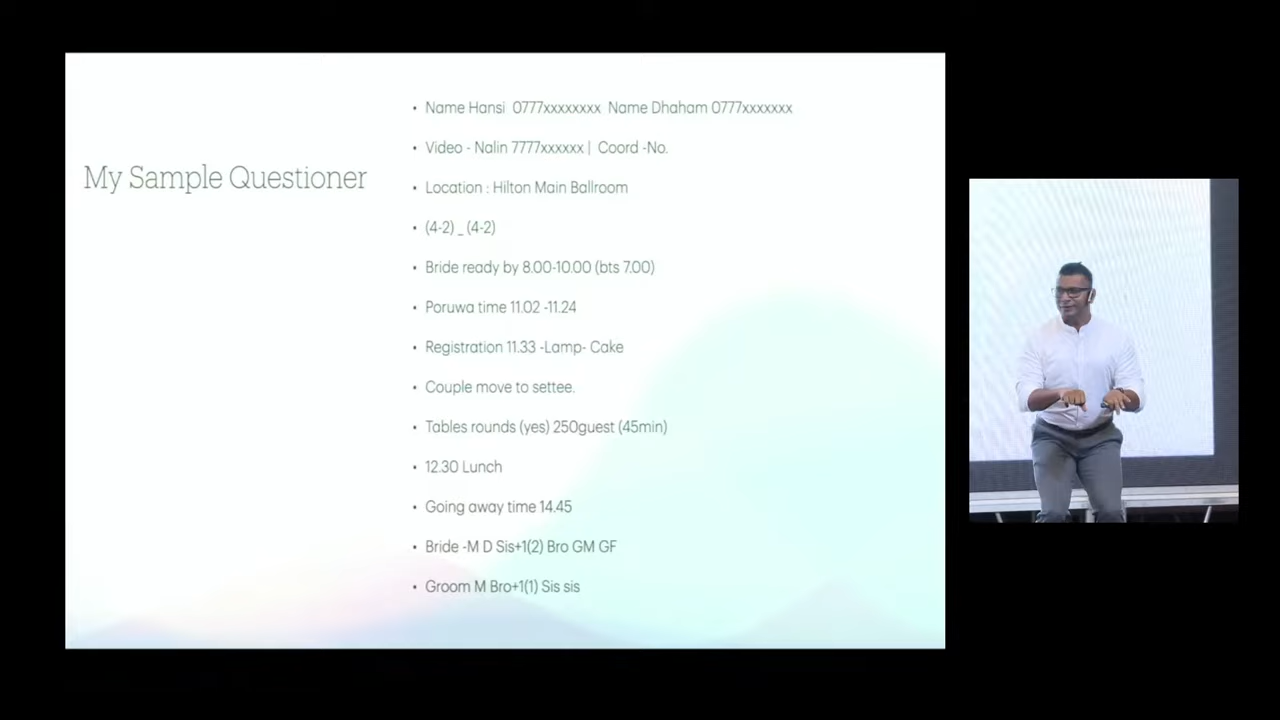 My Sample Questioner
• Name Hansi 0777xxxxxxxx Name Dhaham 0777xxxxxxx
• Video - Nalin 7777xxxxxx | Coord -No.
• Location : Hilton Main Ballroom
• (4-2) _ (4-2)
• Bride ready by 8.00-10.00 (bts 7.00)
• Poruwa time 11.02 -11.24
• Registration 11.33 -Lamp- Cake
• Couple move to settee.
• Tables rounds (yes) 250guest (45min)
• 12.30 Lunch
• Going away time 14.45
• Bride -M D Sis+1(2) Bro GM GF
• Groom M Bro+1(1) Sis sis